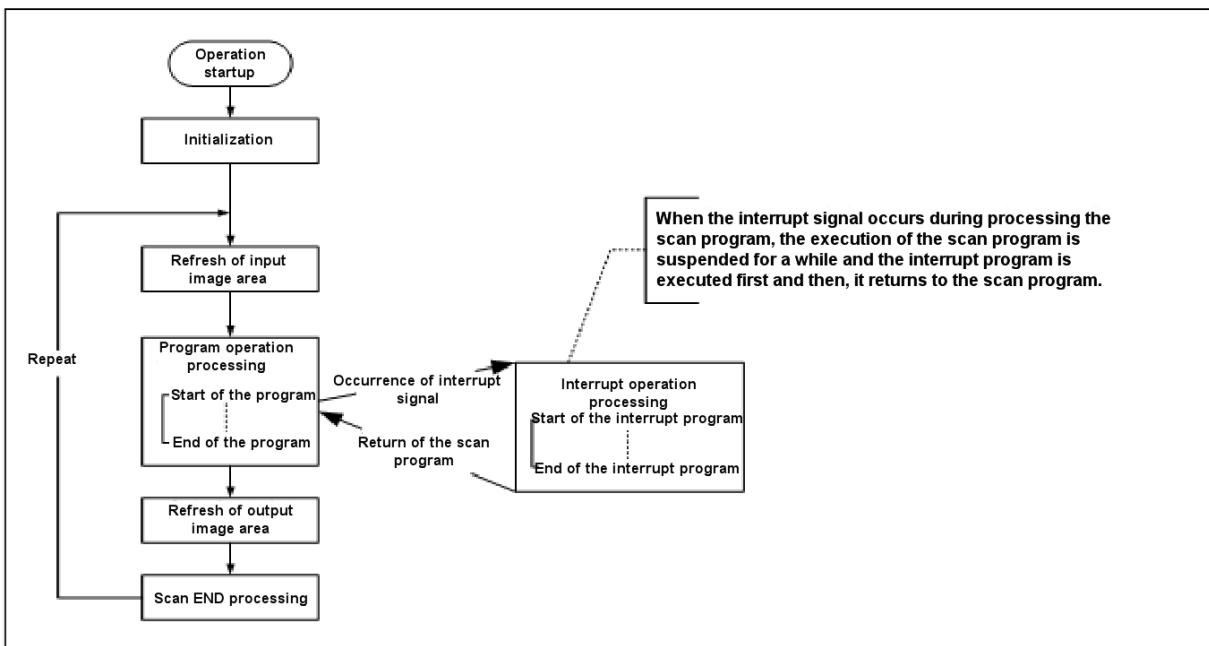 Operation
startup
Initialization
Refresh of input
image area
Repeat
Program operation
processing
Start of the program
End of the program
Occurrence of interrupt
signal
Return of the scan
program
When the interrupt signal occurs during processing the
scan program, the execution of the scan program is
suspended for a while and the interrupt program is
executed first and then, it returns to the scan program.
Interrupt operation
processing
Start of the interrupt program
End of the interrupt program
Refresh of output
image area
Scan END processing